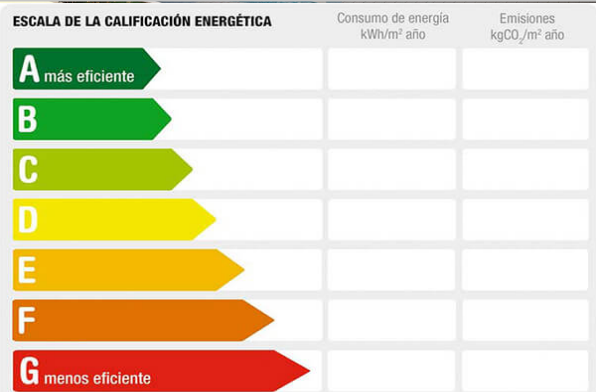 ESCALA DE LA CALIFICACIÓN ENERGÉTICA
Consumo de energía
kWh/m² año
Emisiones
kgCO₂/m² año
A más eficiente
B
C
D
E
F
G menos eficiente